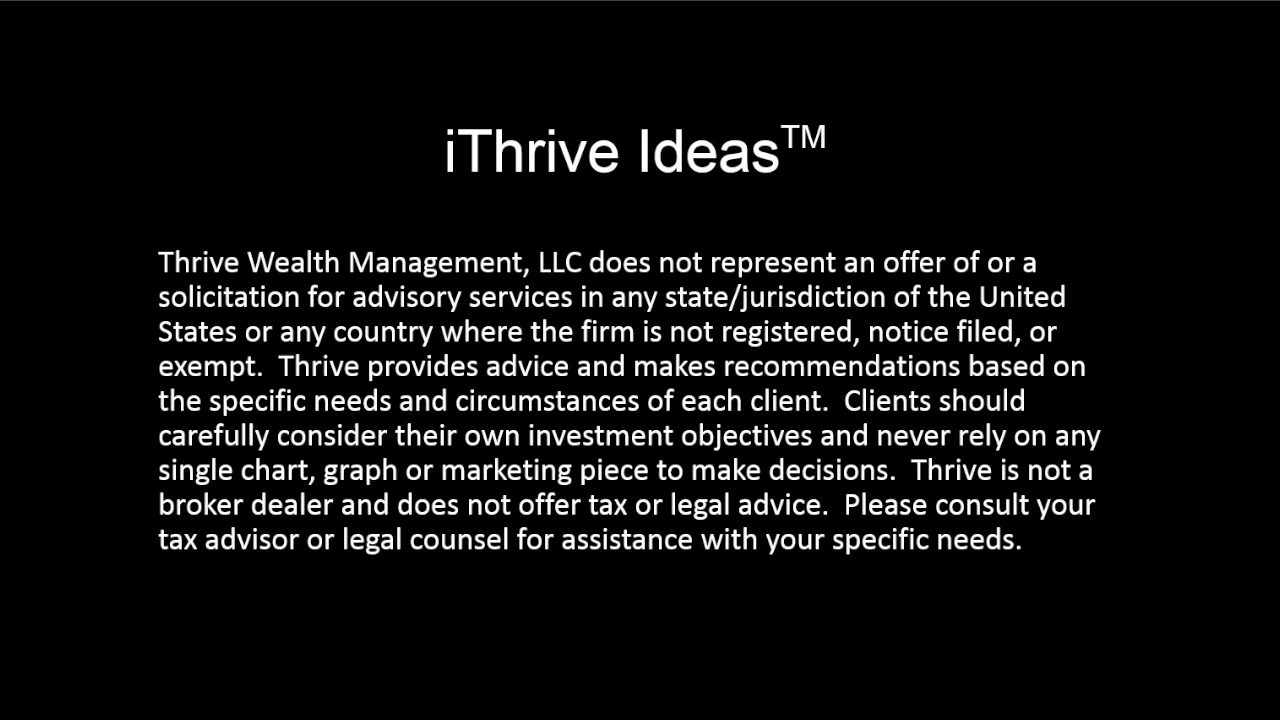 iThrive Ideas™
Thrive Wealth Management, LLC does not represent an offer of or a
solicitation for advisory services in any state/jurisdiction of the United
States or any country where the firm is not registered, notice filed, or
exempt.  Thrive provides advice and makes recommendations based on
the specific needs and circumstances of each client.  Clients should
carefully consider their own investment objectives and never rely on any
single chart, graph or marketing piece to make decisions.  Thrive is not a
broker dealer and does not offer tax or legal advice.  Please consult your
tax advisor or legal counsel for assistance with your specific needs.